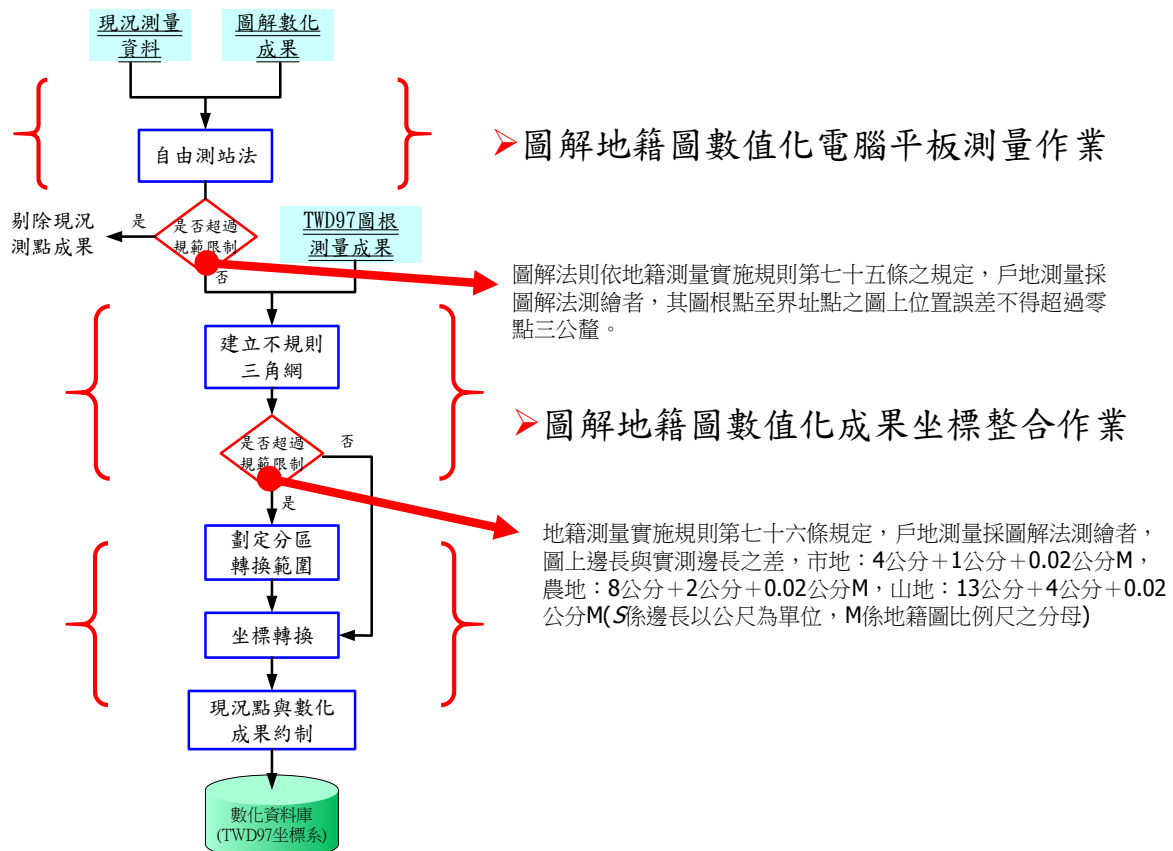 現況測量
資料
圖解數化
成果
自由測站法
➢圖解地籍圖數值化電腦平板測量作業
是否超過
規範限制
是
剔除現況
測點成果
否
TWD97圖根
測量成果
圖解法則依地籍測量實施規則第七十五條之規定，戶地測量採
圖解法測繪者，其圖根點至界址點之圖上位置誤差不得超過零
點三公釐。
建立不規則
三角網
➢圖解地籍圖數值化成果坐標整合作業
是否超過
規範限制
否
是
地籍測量實施規則第七十六條規定，戶地測量採圖解法測繪者，
圖上邊長與實測邊長之差，市地：4公分＋1公分＋0.02公分M，
農地：8公分＋2公分＋0.02公分M，山地：13公分＋4公分＋0.02
公分M(S係邊長以公尺為單位，M係地籍圖比例尺之分母)
劃定分區
轉換範圍
坐標轉換
現況點與數化
成果約制
數化資料庫
(TWD97坐標系)